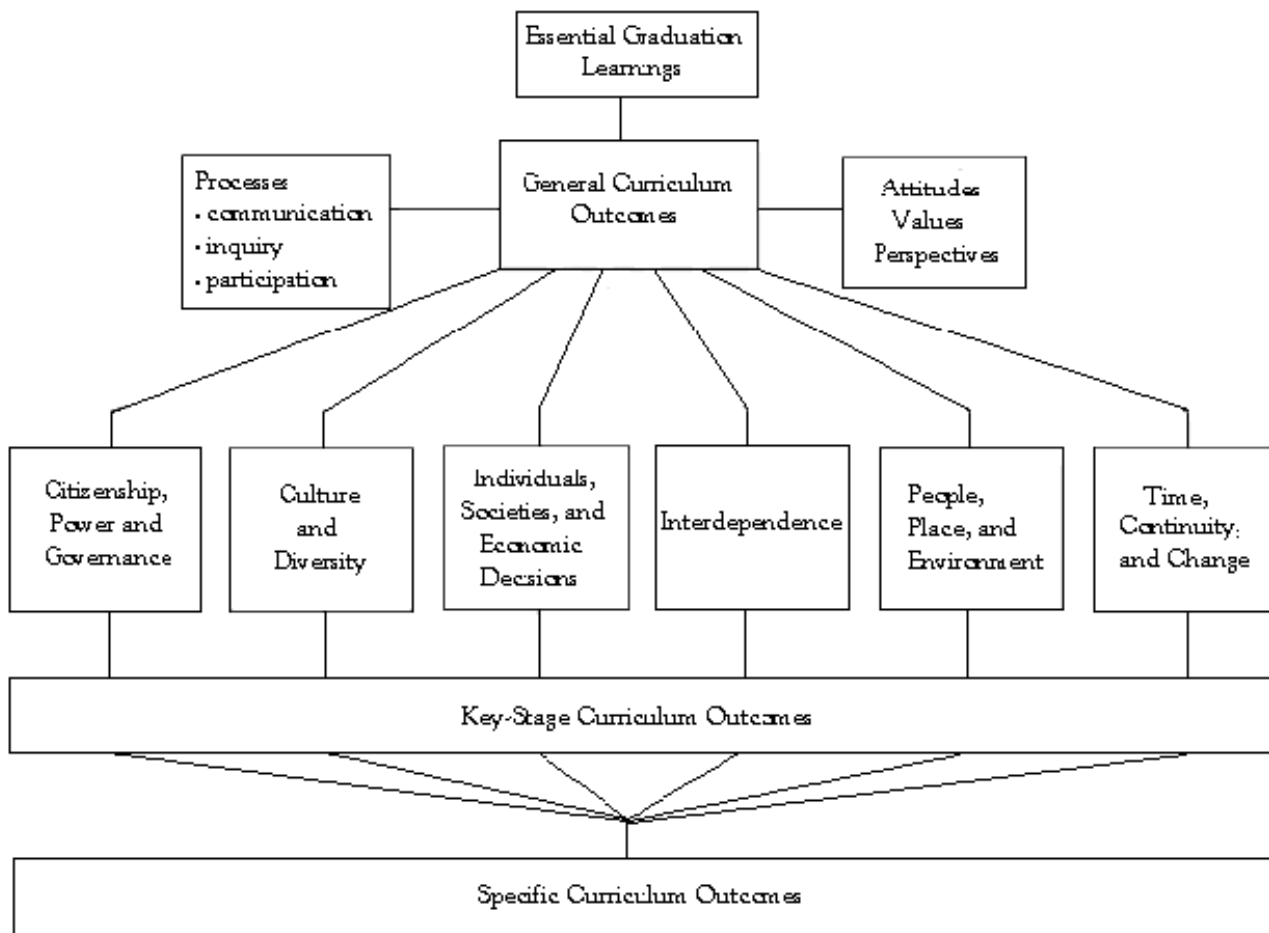 Essential Graduation
Learnings
Processes
• communication
• inquiry
• participation
General Curriculum
Outcomes
Attitudes
Values
Perspectives
Citizenship,
Power and
Governance
Culture
and
Diversity
Individuals,
Societies, and
Economic
Decisions
Interdependence
People,
Place, and
Environment
Time,
Continuity,
and Change
Key-Stage Curriculum Outcomes
Specific Curriculum Outcomes